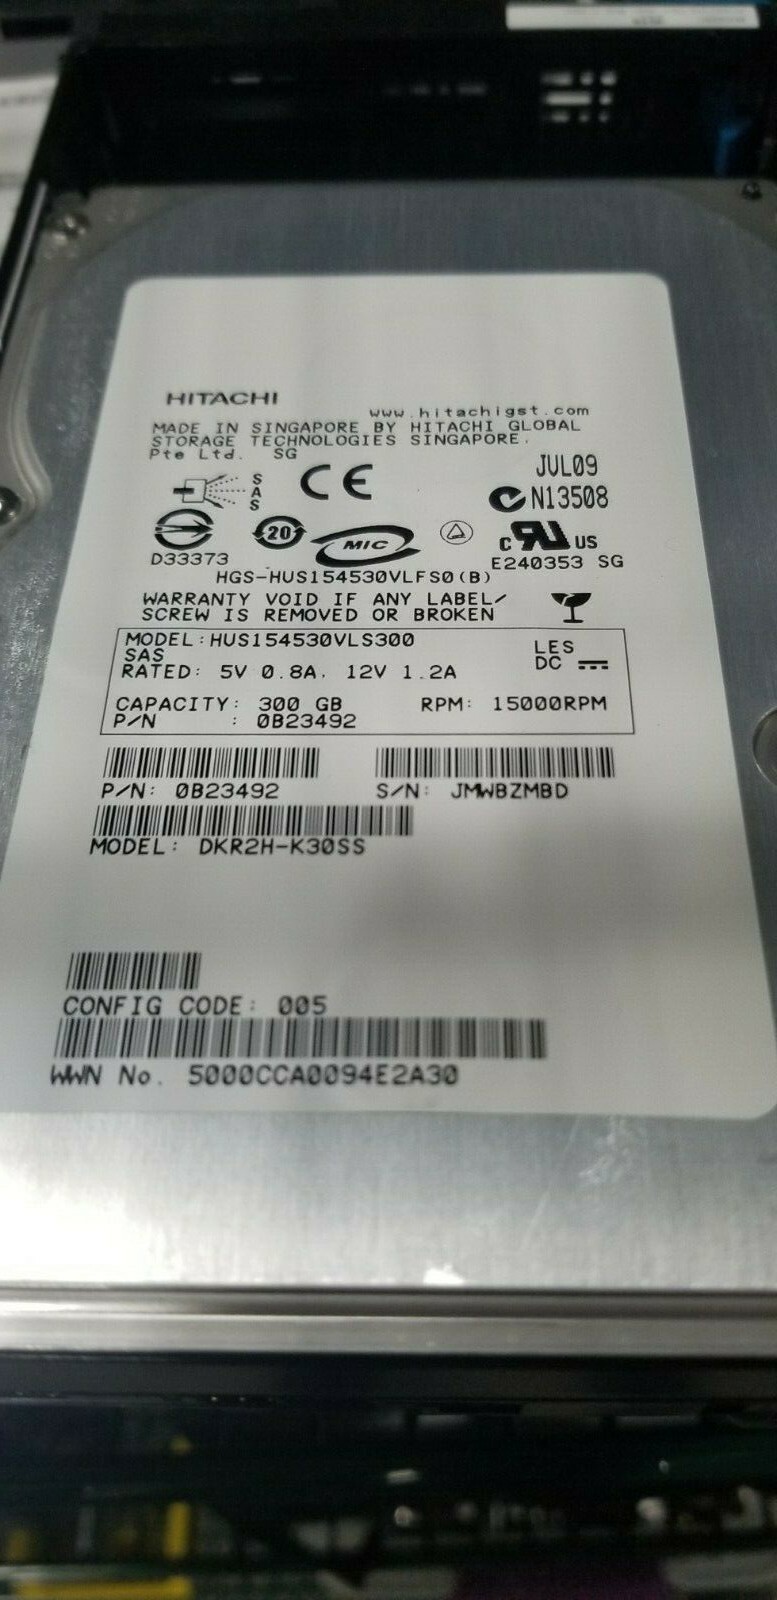 HITACHI
www.hitachigst.com
MADE IN SINGAPORE BY HITACHI GLOBAL
STORAGE TECHNOLOGIES SINGAPORE.
Pte Ltd. SG
SAS
CE
JUL09
N13508
D33373
20
MIC
c RU US
E240353 SG
HGS-HUS154530VLFS0(B)
WARRANTY VOID IF ANY LABEL/
SCREW IS REMOVED OR BROKEN
MODEL:HUS154530VLS300
SAS
LES
DC
RATED: 5V 0.8A, 12V 1.2A
CAPACITY: 300 GB RPM: 15000RPM
P/N : 0B23492
P/N: 0B23492 S/N: JMWBZMBD
MODEL: DKR2H-K30SS
CONFIG CODE: 005
WWN No. 5000CCA0094E2A30